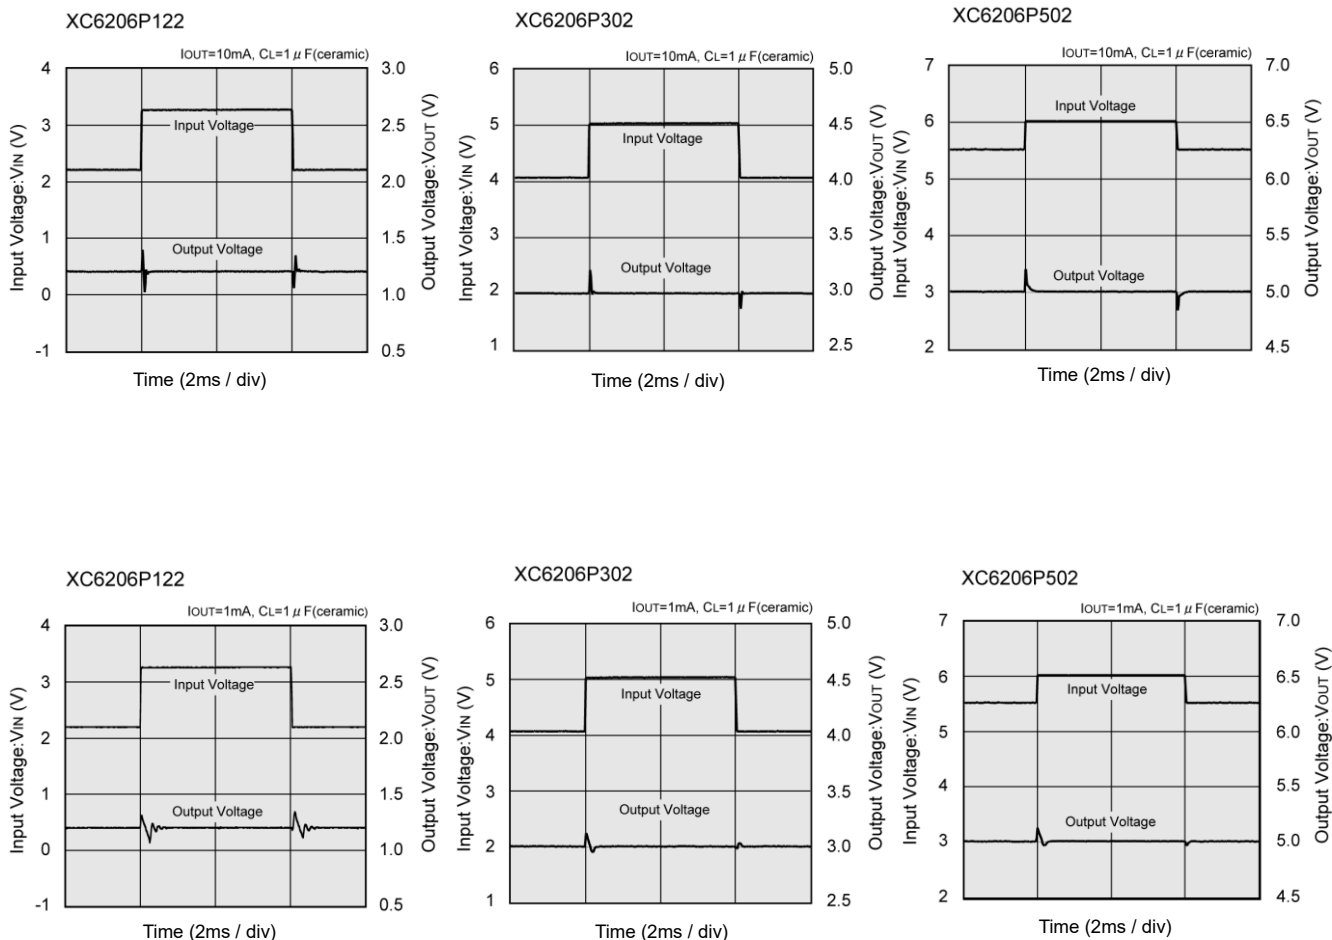 XC6206P122
IOUT=10mA, CL=1 μ F(ceramic)
Input Voltage:VIN (V)
4
3
2
1
0
-1
Input Voltage
Output Voltage
3.0
2.5
2.0
1.5
1.0
0.5
Output Voltage:VOUT (V)
Time (2ms / div)
XC6206P302
IOUT=10mA, CL=1 μ F(ceramic)
Input Voltage:VIN (V)
6
5
4
3
2
1
Input Voltage
Output Voltage
5.0
4.5
4.0
3.5
3.0
2.5
Output Voltage:VOUT (V)
Time (2ms / div)
XC6206P502
IOUT=10mA, CL=1 μ F(ceramic)
Input Voltage:VIN (V)
7
6
5
4
3
2
Input Voltage
Output Voltage
7.0
6.5
6.0
5.5
5.0
4.5
Output Voltage:VOUT (V)
Time (2ms / div)
XC6206P122
IOUT=1mA, CL=1 μ F(ceramic)
Input Voltage:VIN (V)
4
3
2
1
0
-1
Input Voltage
Output Voltage
3.0
2.5
2.0
1.5
1.0
0.5
Output Voltage:VOUT (V)
Time (2ms / div)
XC6206P302
IOUT=1mA, CL=1 μ F(ceramic)
Input Voltage:VIN (V)
6
5
4
3
2
1
Input Voltage
Output Voltage
5.0
4.5
4.0
3.5
3.0
2.5
Output Voltage:VOUT (V)
Time (2ms / div)
XC6206P502
IOUT=1mA, CL=1 μ F(ceramic)
Input Voltage:VIN (V)
7
6
5
4
3
2
Input Voltage
Output Voltage
7.0
6.5
6.0
5.5
5.0
4.5
Output Voltage:VOUT (V)
Time (2ms / div)